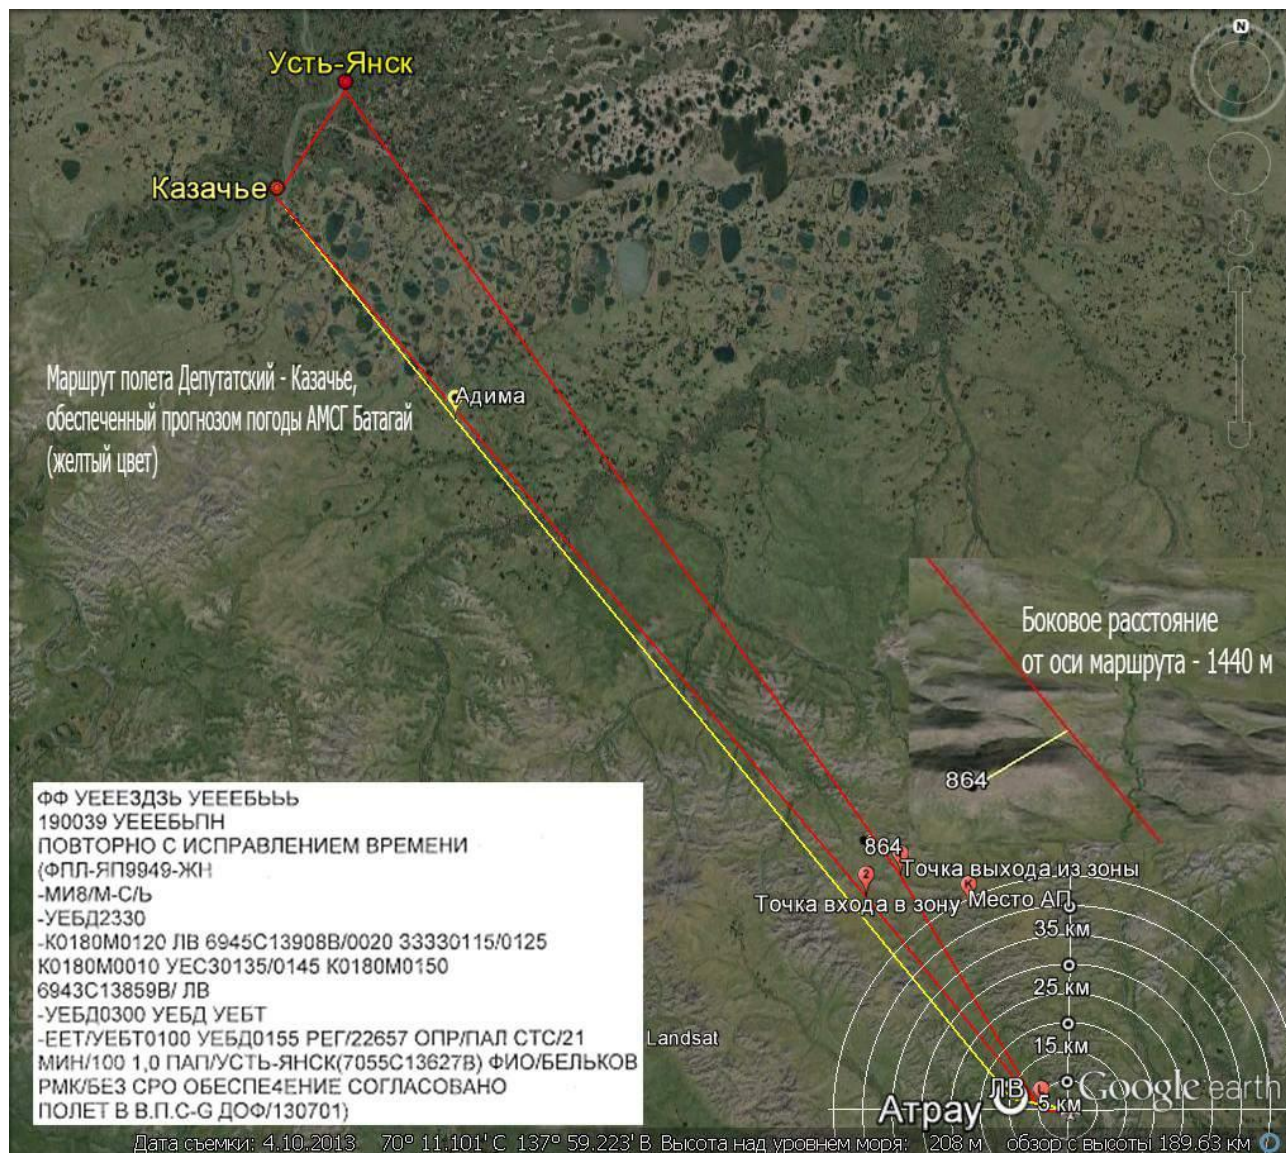 N
Усть-Янск
Казачье
Маршрут полета Депутатский - Казачье,
обеспеченный прогнозом погоды АМСГ Батагай
(желтый цвет)
Адима
Боковое расстояние
от оси маршрута - 1440 м
864
864
Точка выхода из зоны
2
К
Точка входа в зону
Место АП
35 км
25 км
15 км
5 км
ЛВ
Атрау
Landsat
Google earth
ФФ УЕЕЕЗДЗЬ УЕЕЕБЬЬЬ
190039 УЕЕЕБЬПН
ПОВТОРНО С ИСПРАВЛЕНИЕМ ВРЕМЕНИ
(ФПЛ-ЯП9949-ЖН
-МИ8/М-С/Ь
-УЕБД2330
-К0180М0120 ЛВ 6945С13908В/0020 33330115/0125
К0180М0010 УЕС30135/0145 К0180М0150
6943С13859В/ ЛВ
-УЕБД0300 УЕБД УЕБТ
-ЕЕТ/УЕБТ0100 УЕБД0155 РЕГ/22657 ОПР/ПАЛ СТС/21
МИН/100 1,0 ПАП/УСТЬ-ЯНСК(7055С13627В) ФИО/БЕЛЬКОВ
РМК/БЕЗ СРО ОБЕСПЕ4ЕНИЕ СОГЛАСОВАНО
ПОЛЕТ В В.П.С-G ДОФ/130701)
Дата съемки: 4.10.2013 70° 11.101' С 137° 59.223' В Высота над уровнем моря: 208 м обзор с высоты 189.63 км